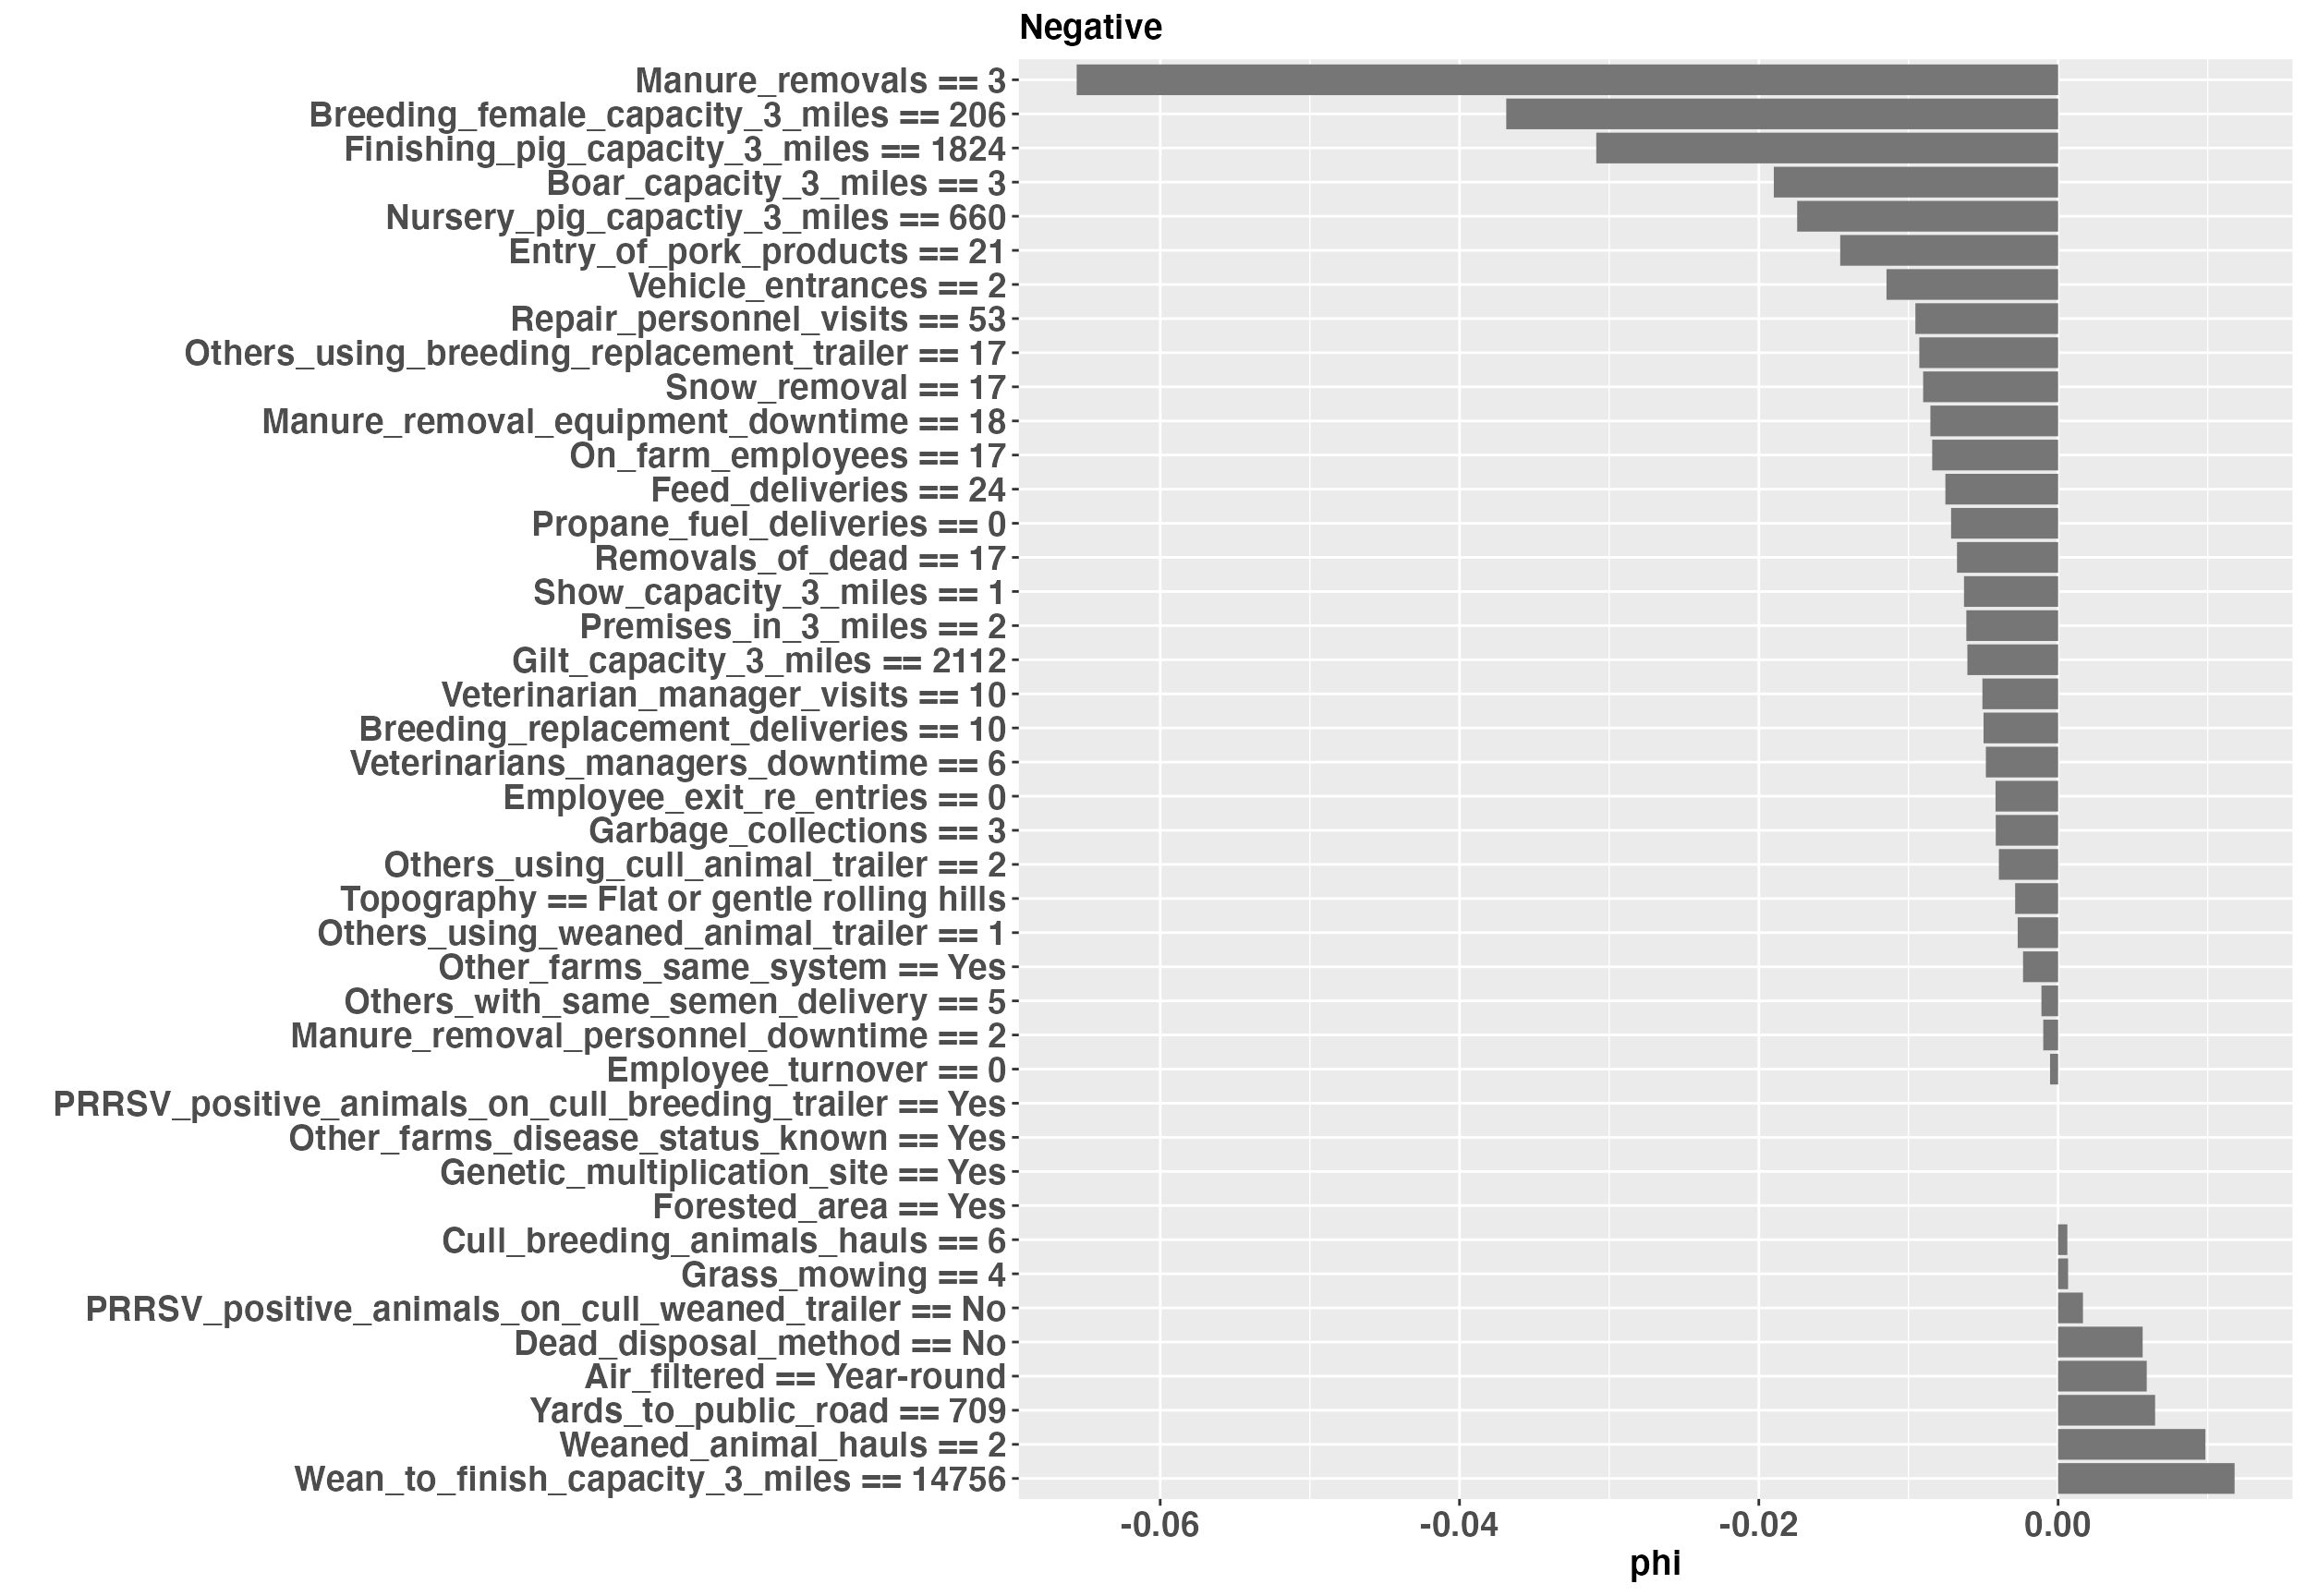 Negative
Manure_removals == 3
Breeding_female_capacity_3_miles == 206
Finishing_pig_capacity_3_miles == 1824
Boar_capacity_3_miles == 3
Nursery_pig_capactiy_3_miles == 660
Entry_of_pork_products == 21
Vehicle_entrances == 2
Repair_personnel_visits == 53
Others_using_breeding_replacement_trailer == 17
Snow_removal == 17
Manure_removal_equipment_downtime == 18
On_farm_employees == 17
Feed_deliveries == 24
Propane_fuel_deliveries == 0
Removals_of_dead == 17
Show_capacity_3_miles == 1
Premises_in_3_miles == 2
Gilt_capacity_3_miles == 2112
Veterinarian_manager_visits == 10
Breeding_replacement_deliveries == 10
Veterinarians_managers_downtime == 6
Employee_exit_re_entries == 0
Garbage_collections == 3
Others_using_cull_animal_trailer == 2
Topography == Flat or gentle rolling hills
Others_using_weaned_animal_trailer == 1
Other_farms_same_system == Yes
Others_with_same_semen_delivery == 5
Manure_removal_personnel_downtime == 2
Employee_turnover == 0
PRRSV_positive_animals_on_cull_breeding_trailer == Yes
Other_farms_disease_status_known == Yes
Genetic_multiplication_site == Yes
Forested_area == Yes
Cull_breeding_animals_hauls == 6
Grass_mowing == 4
PRRSV_positive_animals_on_cull_weaned_trailer == No
Dead_disposal_method == No
Air_filtered == Year-round
Yards_to_public_road == 709
Weaned_animal_hauls == 2
Wean_to_finish_capacity_3_miles == 14756
-0.06 -0.04 -0.02 0.00
phi